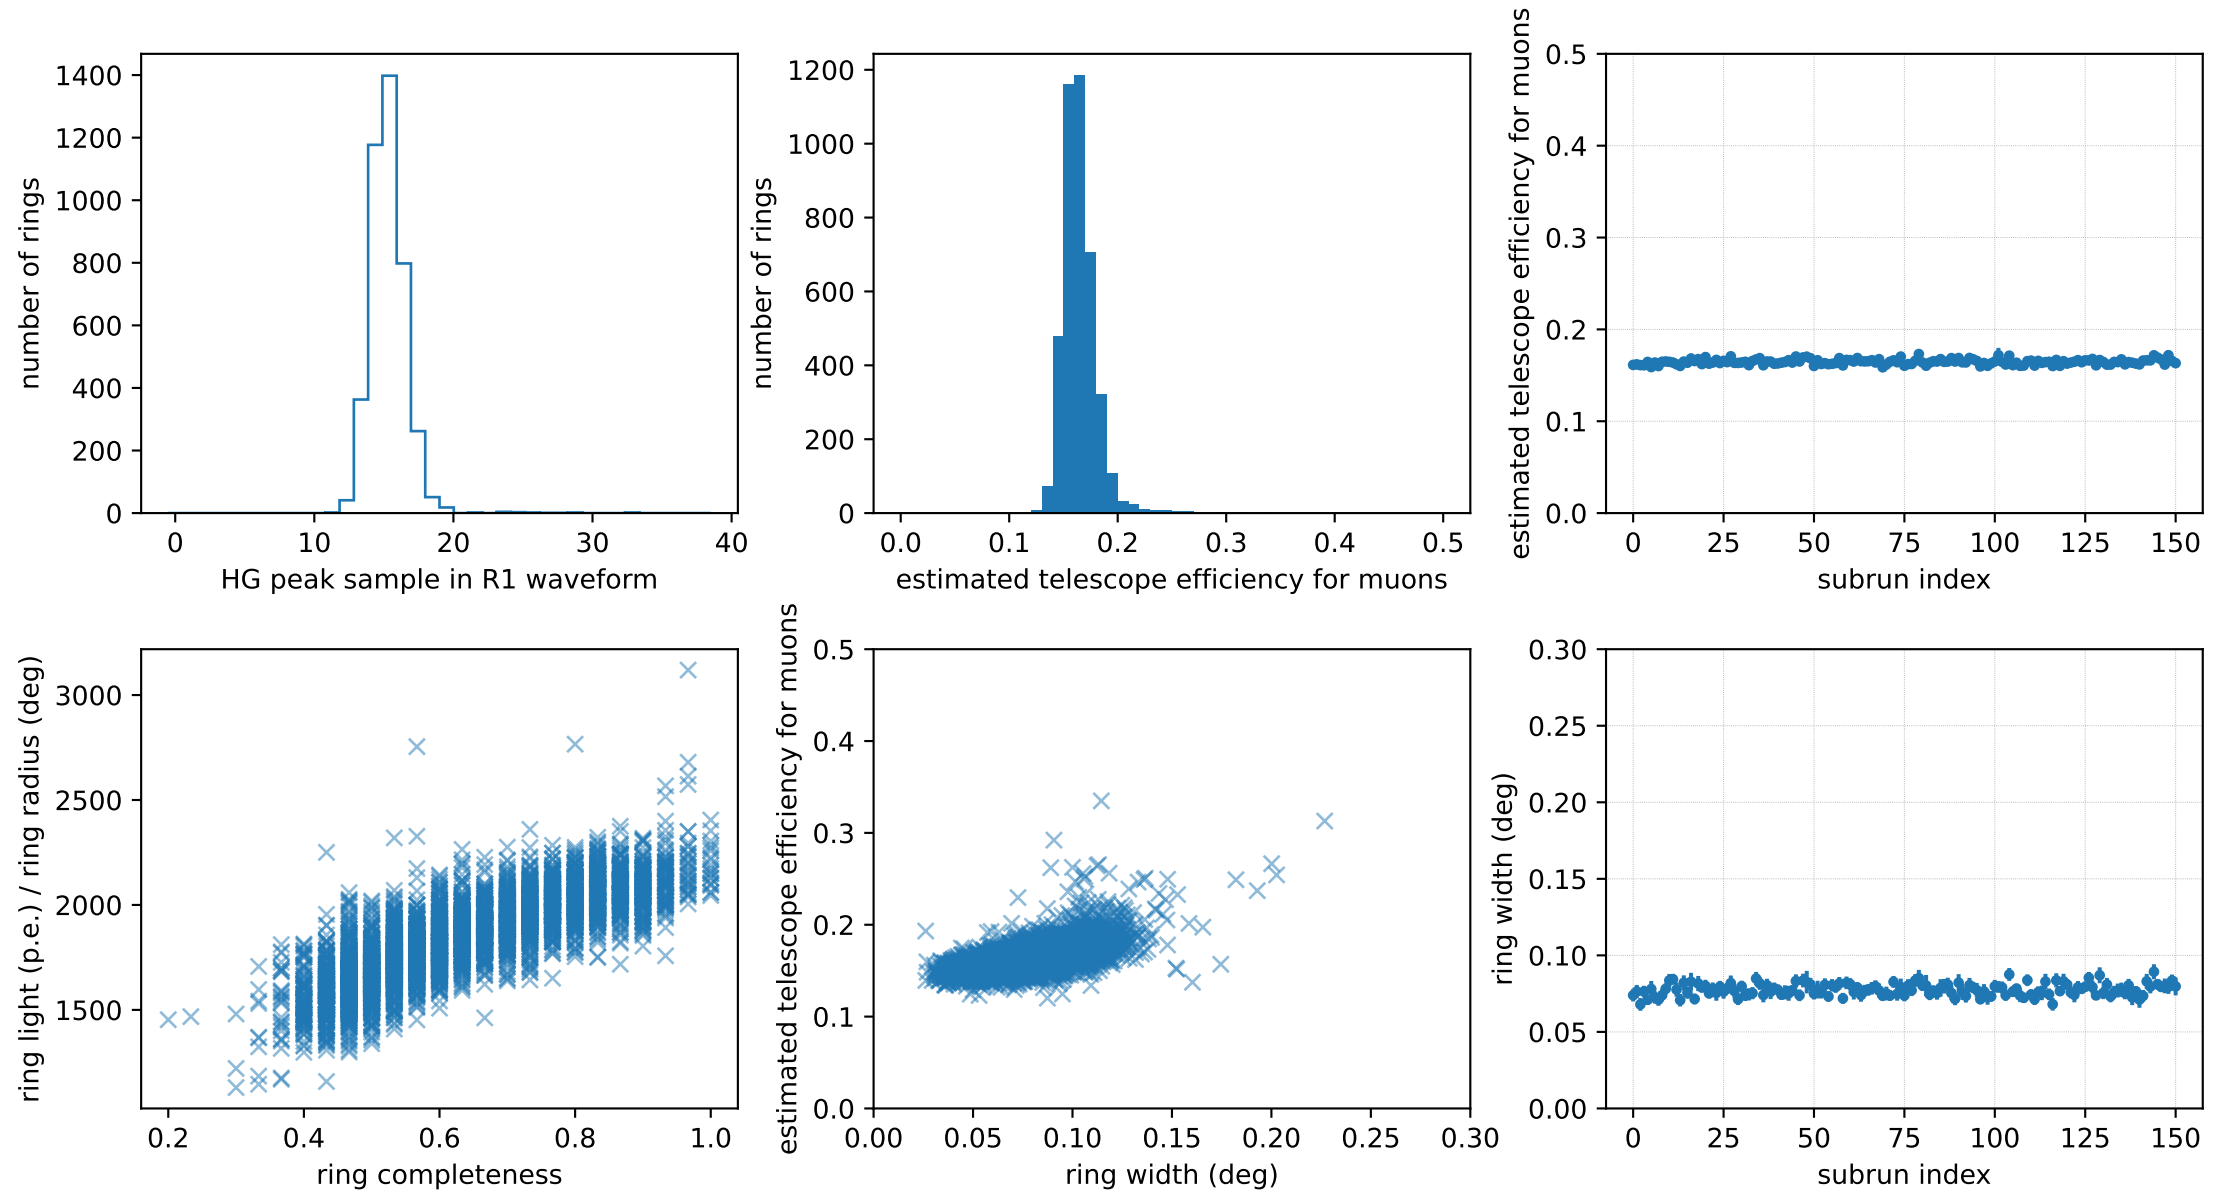 1400
1200
1000
800
600
400
200
0
number of rings
0 10 20 30 40
HG peak sample in R1 waveform
1200
1000
800
600
400
200
0
number of rings
0.0 0.1 0.2 0.3 0.4 0.5
estimated telescope efficiency for muons
0.5
0.4
0.3
0.2
0.1
0.0
estimated telescope efficiency for muons
0 25 50 75 100 125 150
subrun index
3000
2500
2000
1500
ring light (p.e.) / ring radius (deg)
0.2 0.4 0.6 0.8 1.0
ring completeness
0.5
0.4
0.3
0.2
0.1
0.0
estimated telescope efficiency for muons
0.00 0.05 0.10 0.15 0.20 0.25 0.30
ring width (deg)
0.30
0.25
0.20
0.15
0.10
0.05
0.00
ring width (deg)
0 25 50 75 100 125 150
subrun index